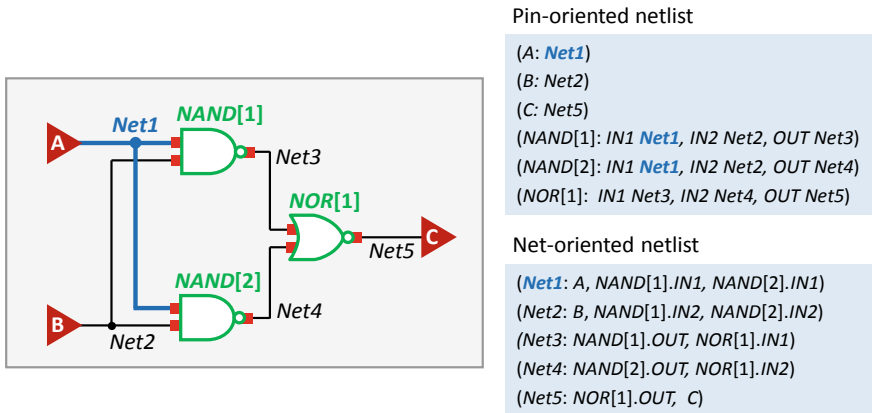 Pin-oriented netlist
(A: Net1)
(B: Net2)
(C: Net5)
(NAND[1]: IN1 Net1, IN2 Net2, OUT Net3)
(NAND[2]: IN1 Net1, IN2 Net2, OUT Net4)
(NOR[1]: IN1 Net3, IN2 Net4, OUT Net5)
Net-oriented netlist
(Net1: A, NAND[1].IN1, NAND[2].IN1)
(Net2: B, NAND[1].IN2, NAND[2].IN2)
(Net3: NAND[1].OUT, NOR[1].IN1)
(Net4: NAND[2].OUT, NOR[1].IN2)
(Net5: NOR[1].OUT, C)
NAND[1]
Net1
A
Net3
NOR[1]
C
Net5
NAND[2]
Net4
B
Net2